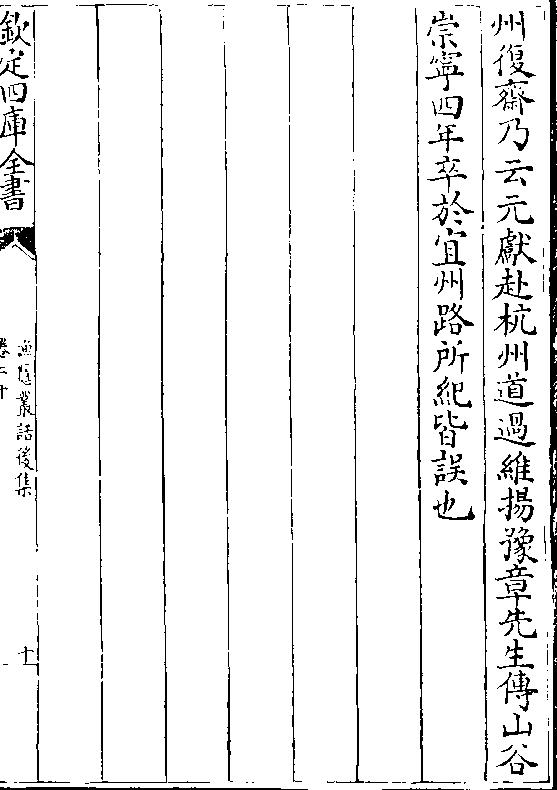 州復齋乃云元獻赴杭州道過維揚豫章先生傳山谷
崇寧四年卒於宜州路所紀皆誤也
欽定四庫全書
漁隱叢話後集
卷二十
十一